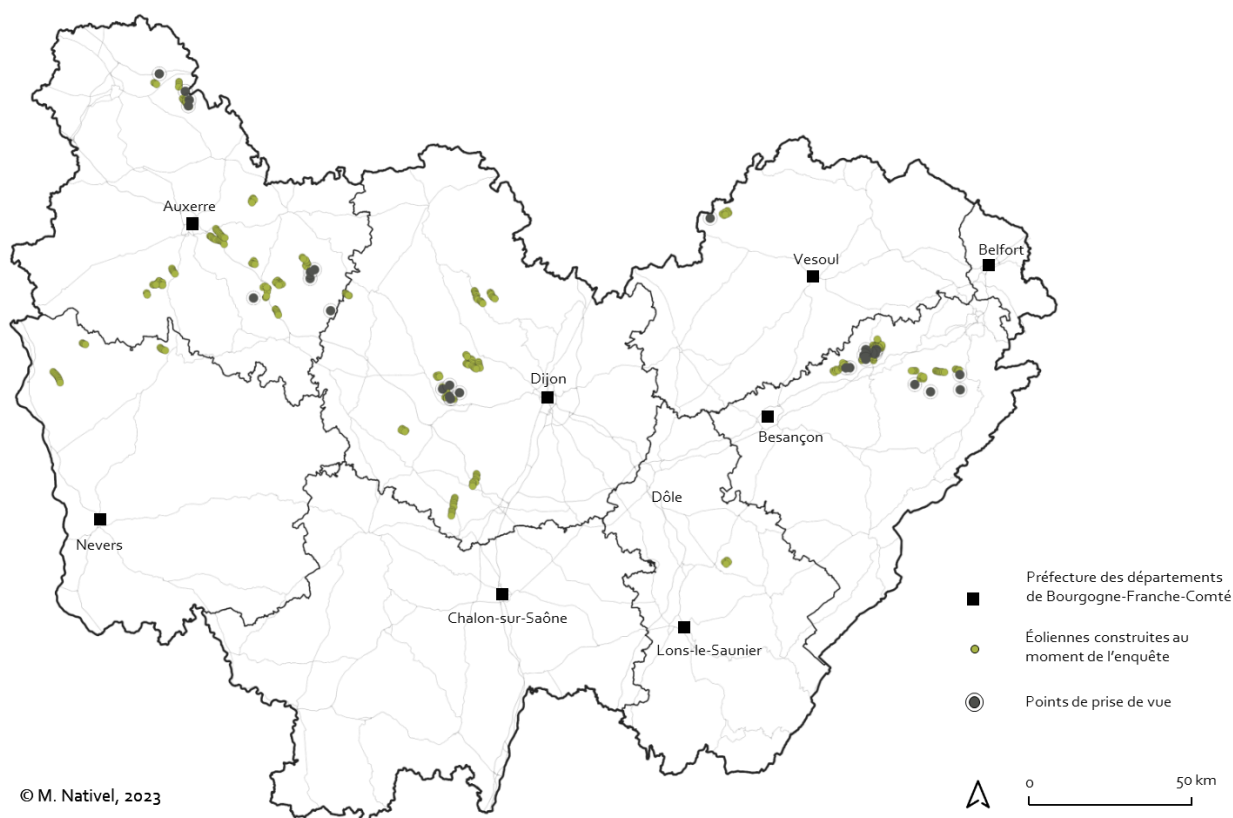 Auxerre
Vesoul
Belfort
Dijon
Besançon
Dôle
Nevers
Chalon-sur-Saône
Lons-le-Saunier
Préfecture des départements
de Bourgogne-Franche-Comté
Éoliennes construites au
moment de l'enquête
Points de prise de vue
0 50 km
© M. Nativel, 2023